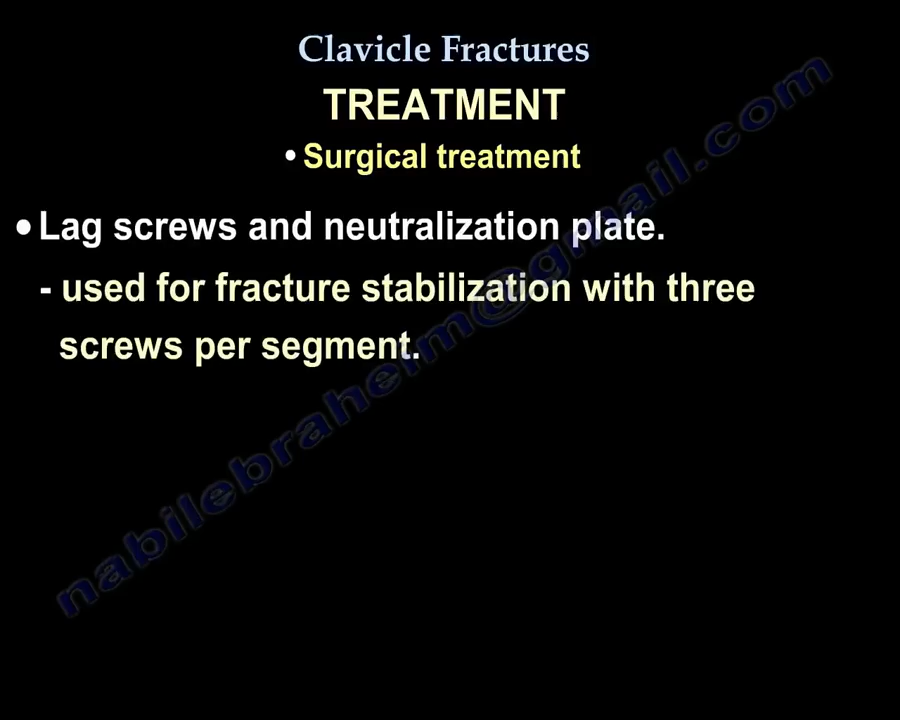 Clavicle Fractures
TREATMENT
• Surgical treatment
• Lag screws and neutralization plate.
- used for fracture stabilization with three
screws per segment.
nabilebraheim@gmail.com